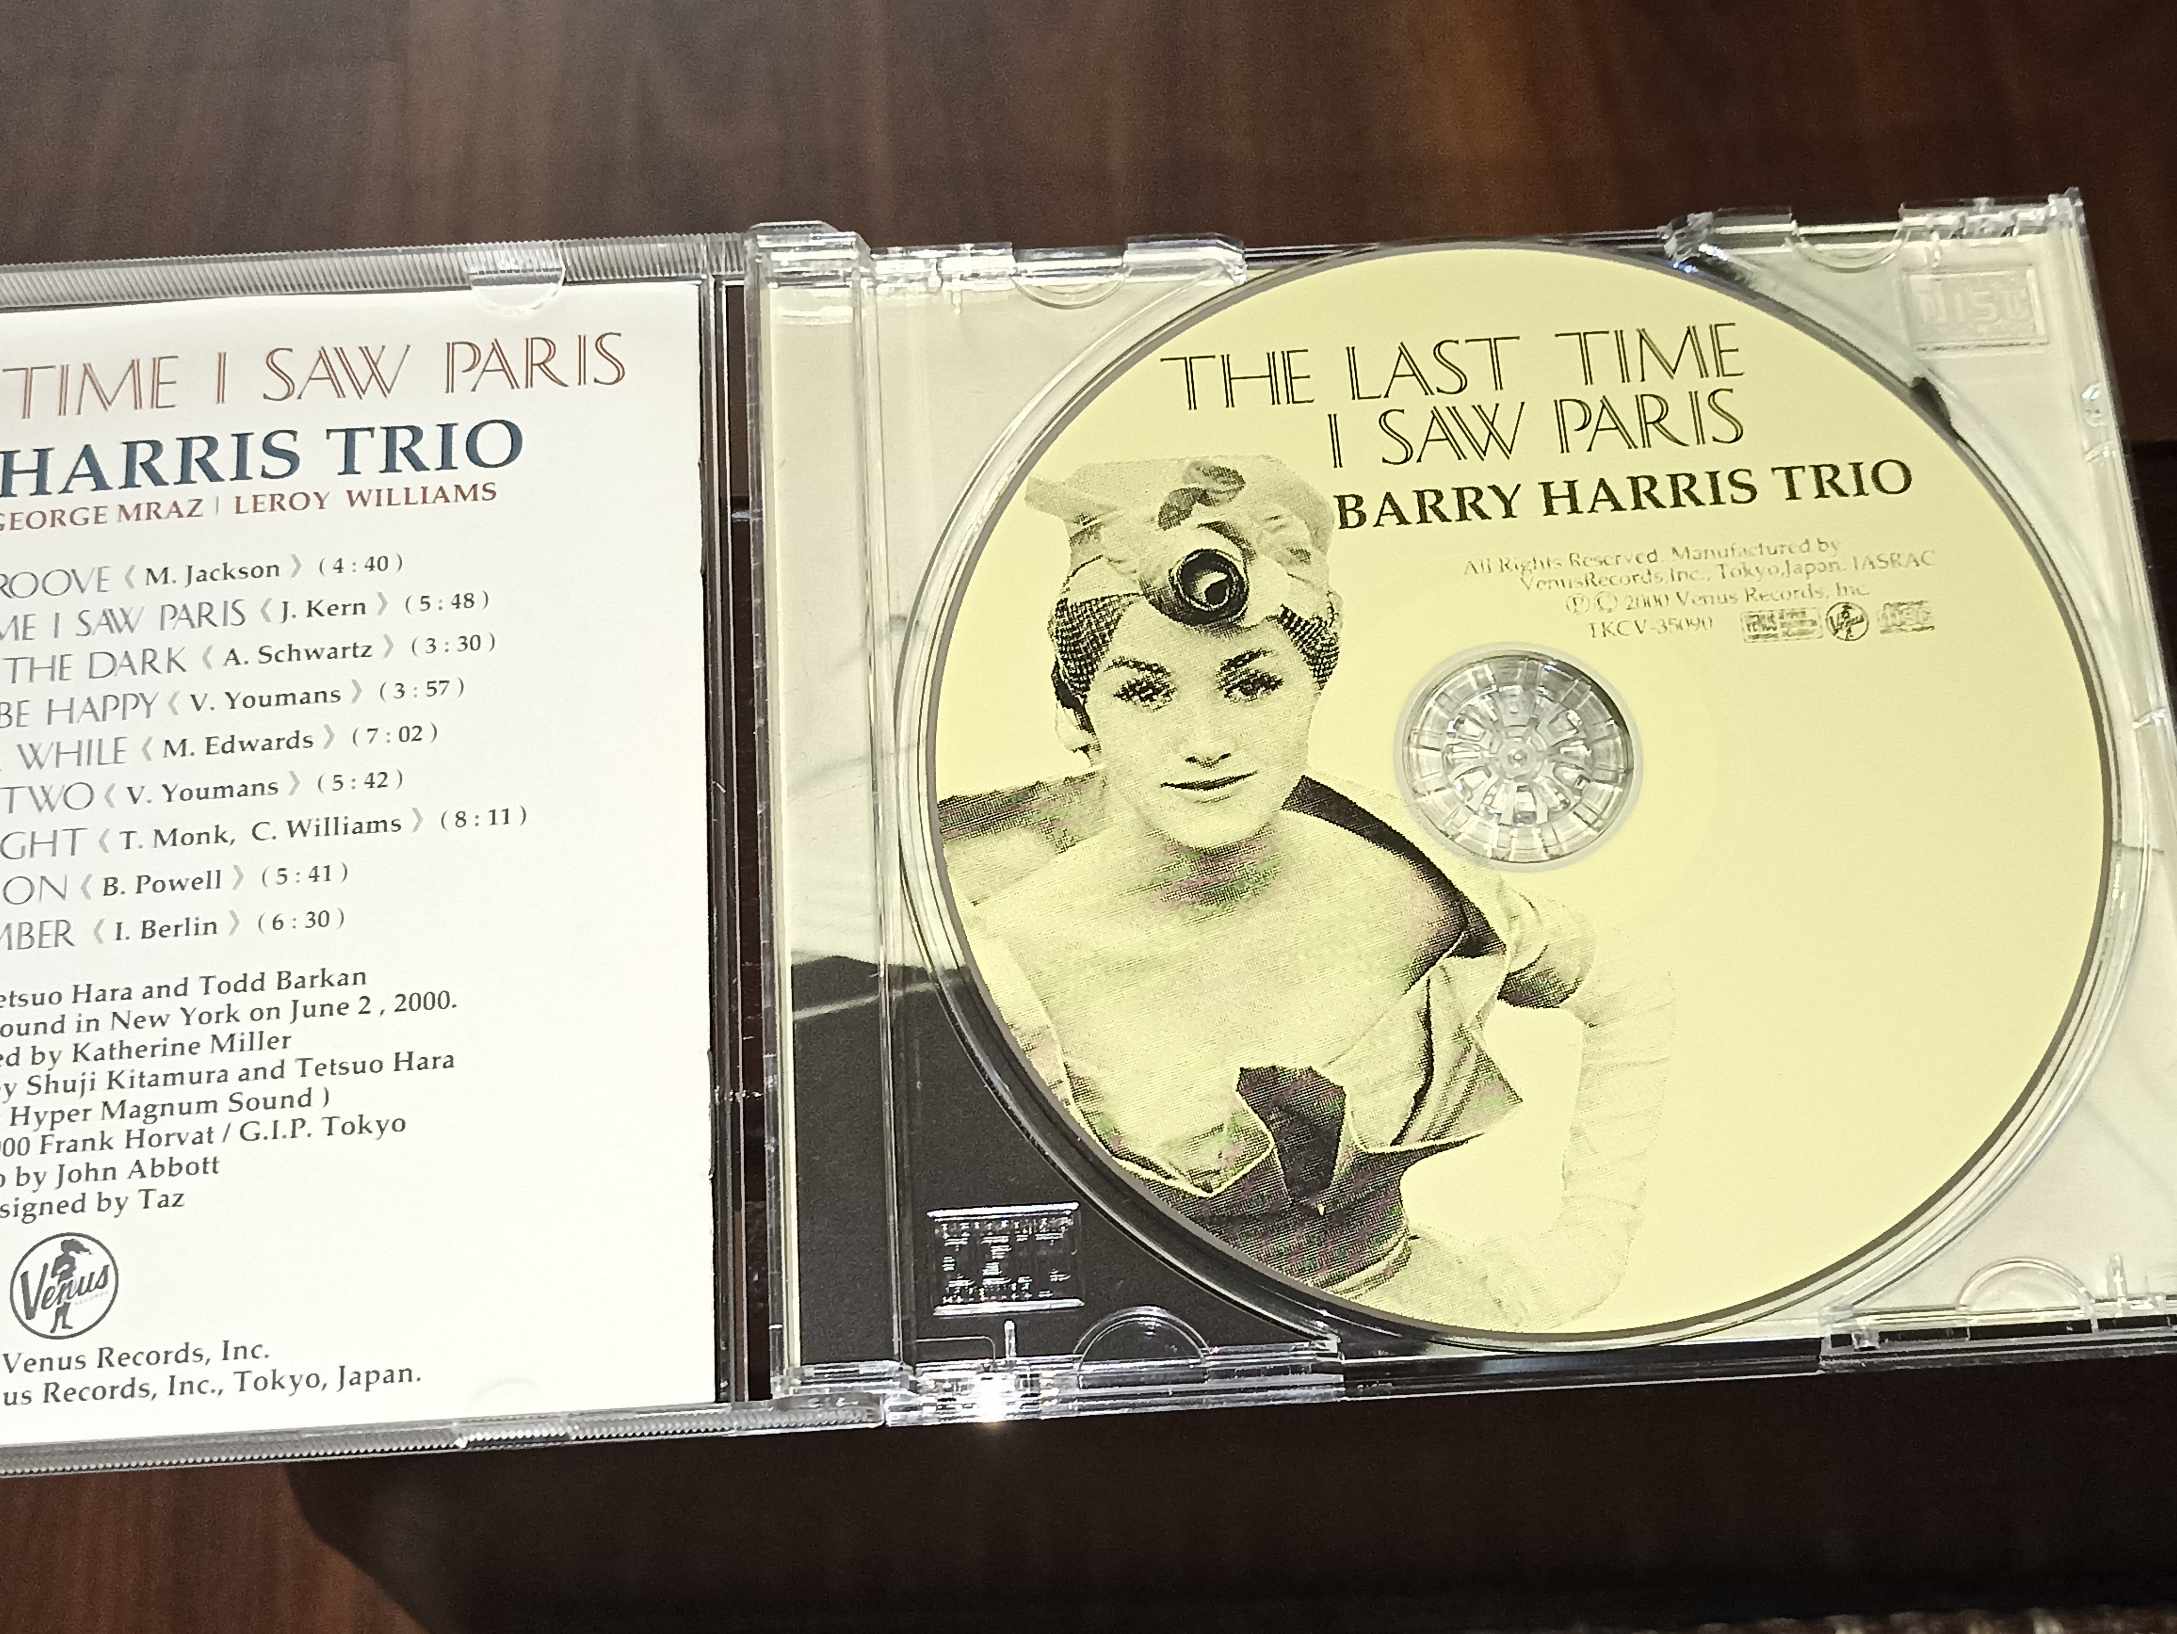 TIME I SAW PARIS
HARRIS TRIO
GEORGE MRAZ | LEROY WILLIAMS
ROOVE 《 M. Jackson 》 ( 4 : 40 )
ME I SAW PARIS 《 J. Kern 》 ( 5 : 48 )
THE DARK 《 A. Schwartz 》 ( 3 : 30 )
BE HAPPY 《 V. Youmans 》 ( 3 : 57 )
WHILE 《 M. Edwards 》 ( 7 : 02 )
TWO 《 V. Youmans 》 ( 5 : 42 )
GHT 《 T. Monk, C. Williams 》 ( 8 : 11 )
ON 《 B. Powell 》 ( 5 : 41 )
MBER 《 I. Berlin 》 ( 6 : 30 )
etsuo Hara and Todd Barkan
ound in New York on June 2 , 2000.
ed by Katherine Miller
by Shuji Kitamura and Tetsuo Hara
Hyper Magnum Sound )
00 Frank Horvat / G.I.P. Tokyo
o by John Abbott
signed by Taz
Venus
Venus Records, Inc.
us Records, Inc., Tokyo, Japan.
THE LAST TIME
I SAW PARIS
BARRY HARRIS TRIO
All Rights Reserved. Manufactured by
VenusRecords,Inc., Tokyo,Japan. JASRAC
Ⓟ Ⓒ 2000 Venus Records, Inc.
TKCV-35090
Venus
DISC